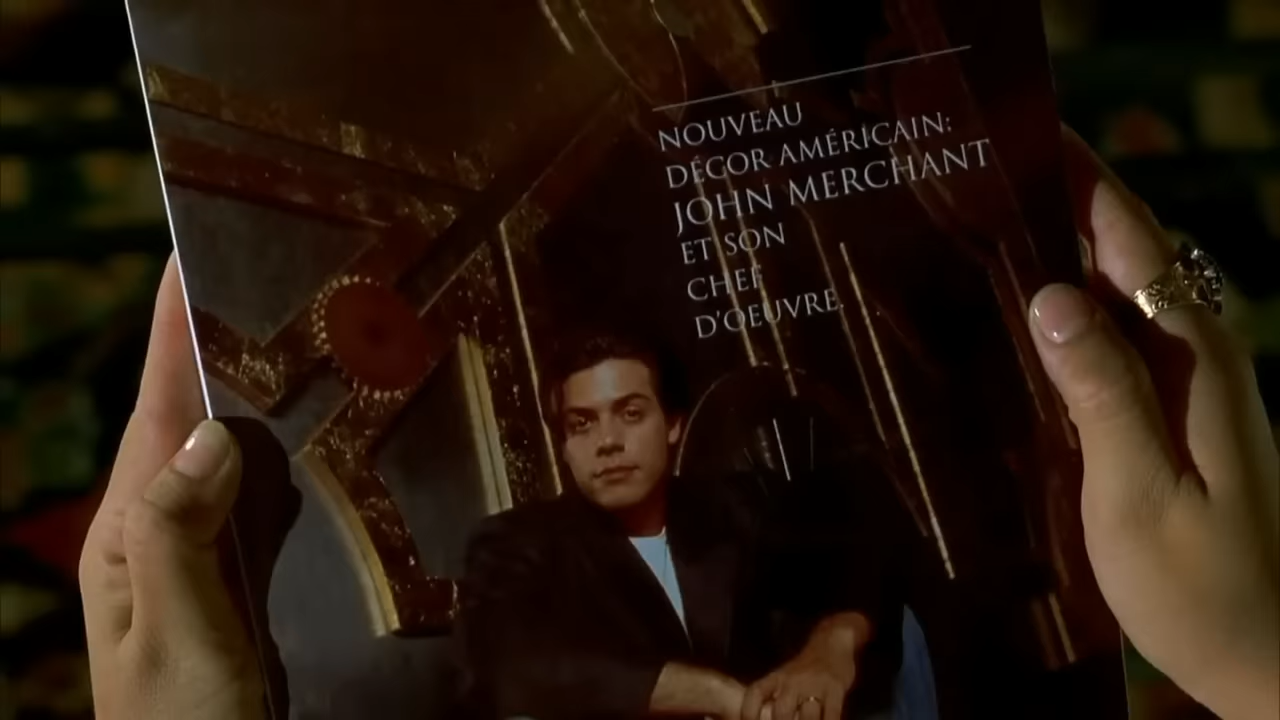 NOUVEAU
DÉCOR AMÉRICAIN:
JOHN MERCHANT
ET SON
CHEF
D'OEUVRE.